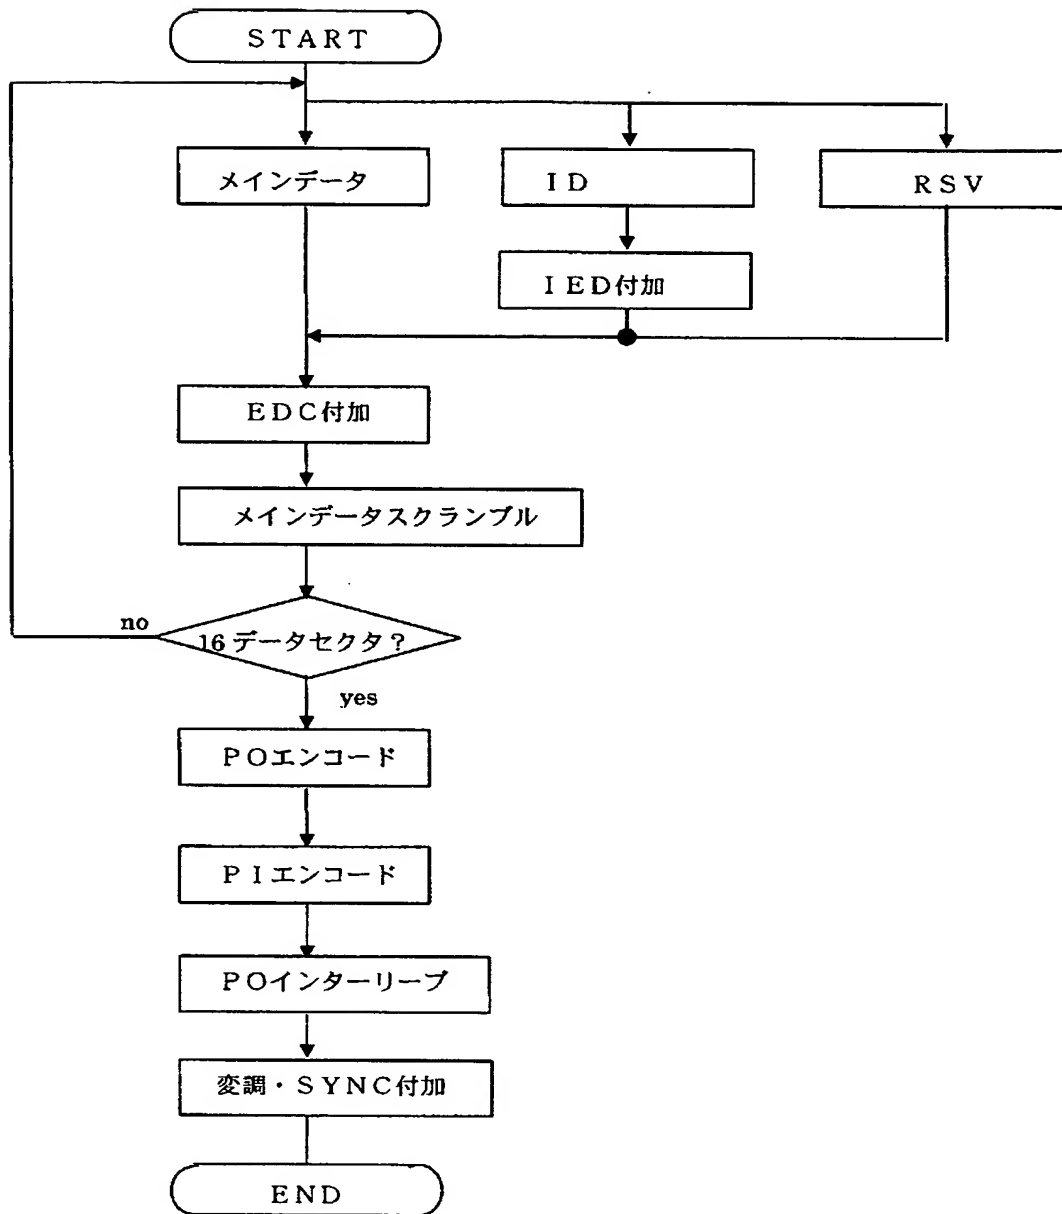 START
メインデータ
ID
RSV
IED付加
EDC付加
メインデータスクランブル
no
16データセクタ？
yes
POエンコード
PIエンコード
POインターリーブ
変調・SYNC付加
END